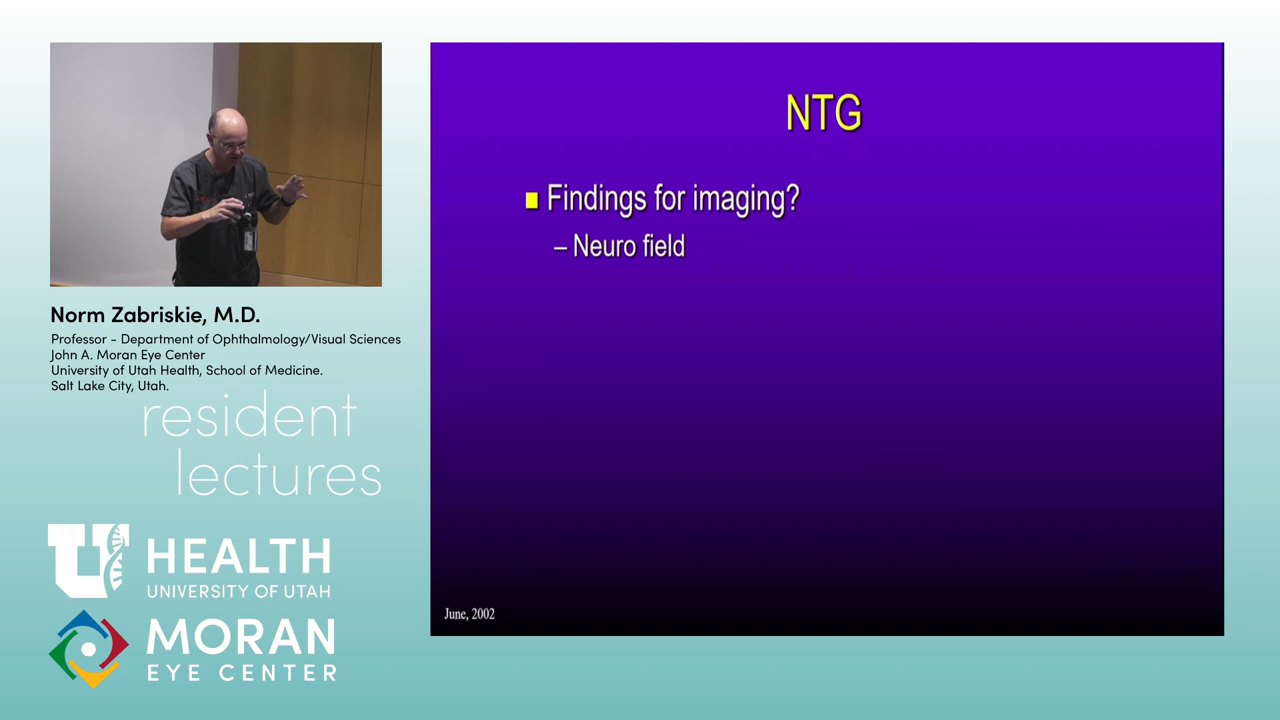 NTG
■ Findings for imaging?
– Neuro field
June, 2002
Norm Zabriskie, M.D.
Professor - Department of Ophthalmology/Visual Sciences
John A. Moran Eye Center
University of Utah Health, School of Medicine.
Salt Lake City, Utah.
resident
lectures
U HEALTH
UNIVERSITY OF UTAH
MORAN
EYE CENTER